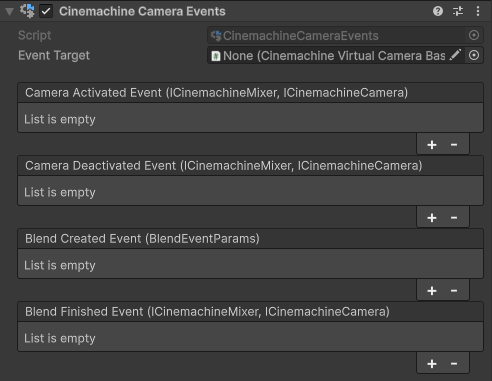 Cinemachine Camera Events
Script CinemachineCameraEvents
Event Target None (Cinemachine Virtual Camera Bas
Camera Activated Event (ICinemachineMixer, ICinemachineCamera)
List is empty
+ -
Camera Deactivated Event (ICinemachineMixer, ICinemachineCamera)
List is empty
+ -
Blend Created Event (BlendEventParams)
List is empty
+ -
Blend Finished Event (ICinemachineMixer, ICinemachineCamera)
List is empty
+ -